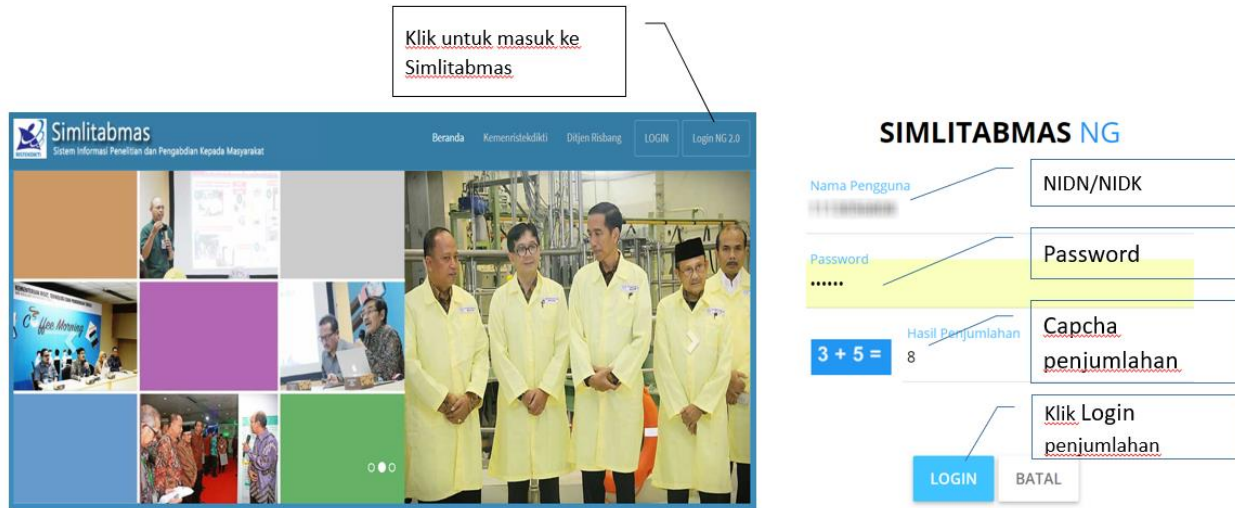 Klik untuk masuk ke
Simlitabmas
Simlitabmas
Sistem Informasi Penelitian dan Pengabdian Kepada Masyarakat
Beranda
Kemenristekdikti
Ditjen Risbang
LOGIN
Login NG 2.0
Coffee Morning
SIMLITABMAS NG
Nama Pengguna
NIDN/NIDK
Password
••••••
Password
3 + 5 =
Hasil Penjumlahan
8
Capcha
penjumlahan
Klik Login
penjumlahan
LOGIN
BATAL